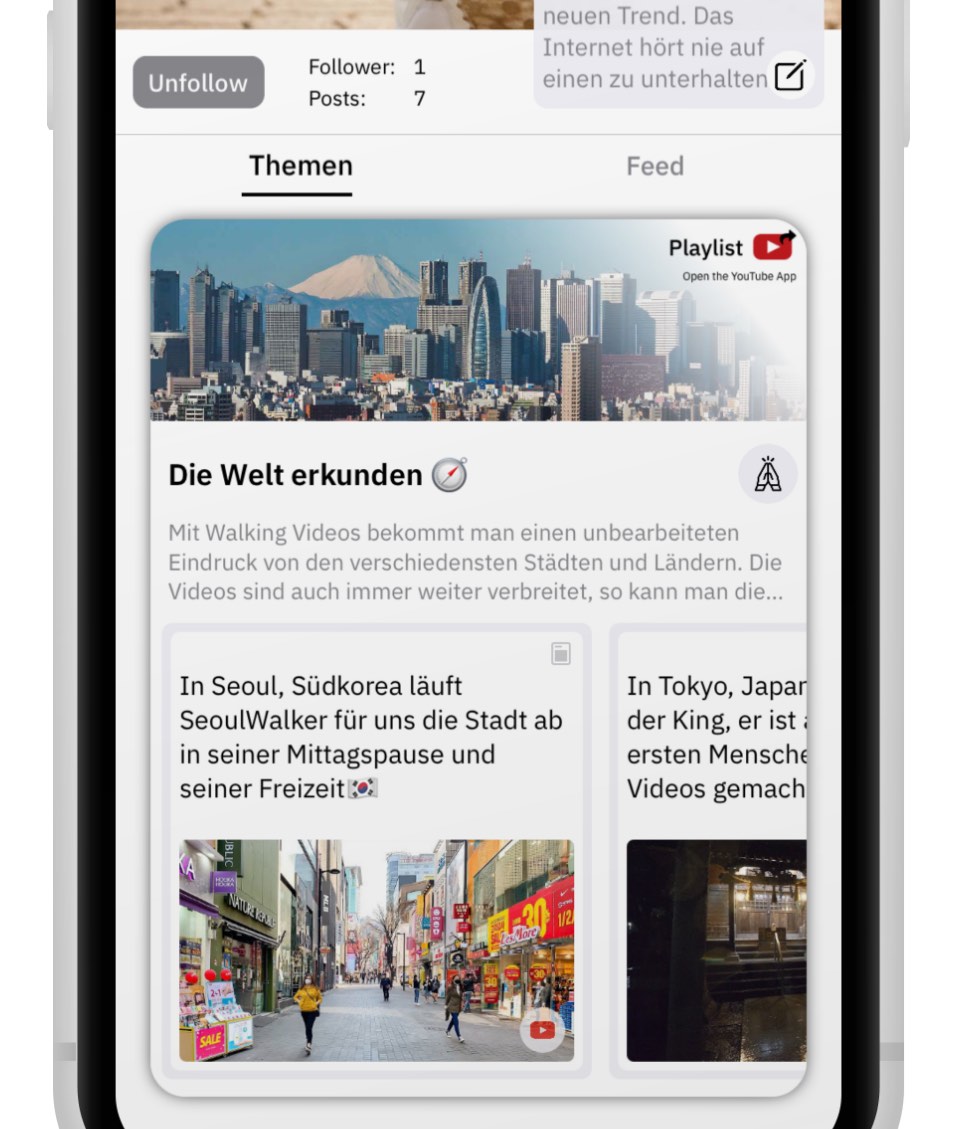 neuen Trend. Das
Internet hört nie auf
einen zu unterhalten
Unfollow
Follower: 1
Posts: 7
Themen
Feed
Playlist
Open the YouTube App
Die Welt erkunden
Mit Walking Videos bekommt man einen unbearbeiteten
Eindruck von den verschiedensten Städten und Ländern. Die
Videos sind auch immer weiter verbreitet, so kann man die...
In Seoul, Südkorea läuft
SeoulWalker für uns die Stadt ab
in seiner Mittagspause und
seiner Freizeit🇰🇷
In Tokyo, Japan
der King, er ist
ersten Mensche
Videos gemach
NATURE REPUBLIC
SALE
30
1/2